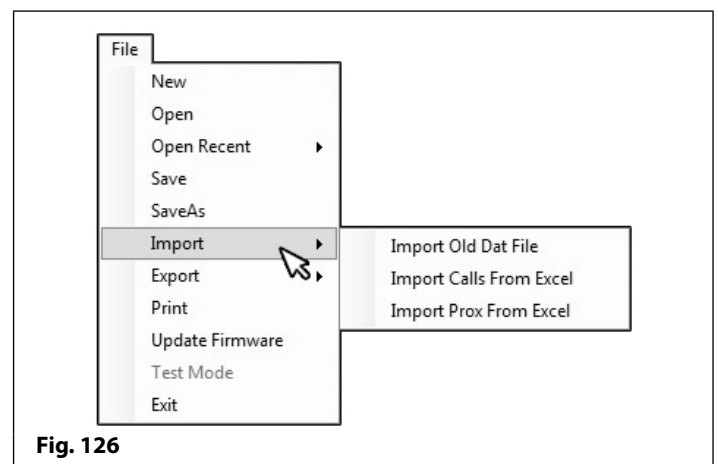 File
New
Open
Open Recent
Save
SaveAs
Import
Export
Print
Update Firmware
Test Mode
Exit
Import Old Dat File
Import Calls From Excel
Import Prox From Excel
Fig. 126